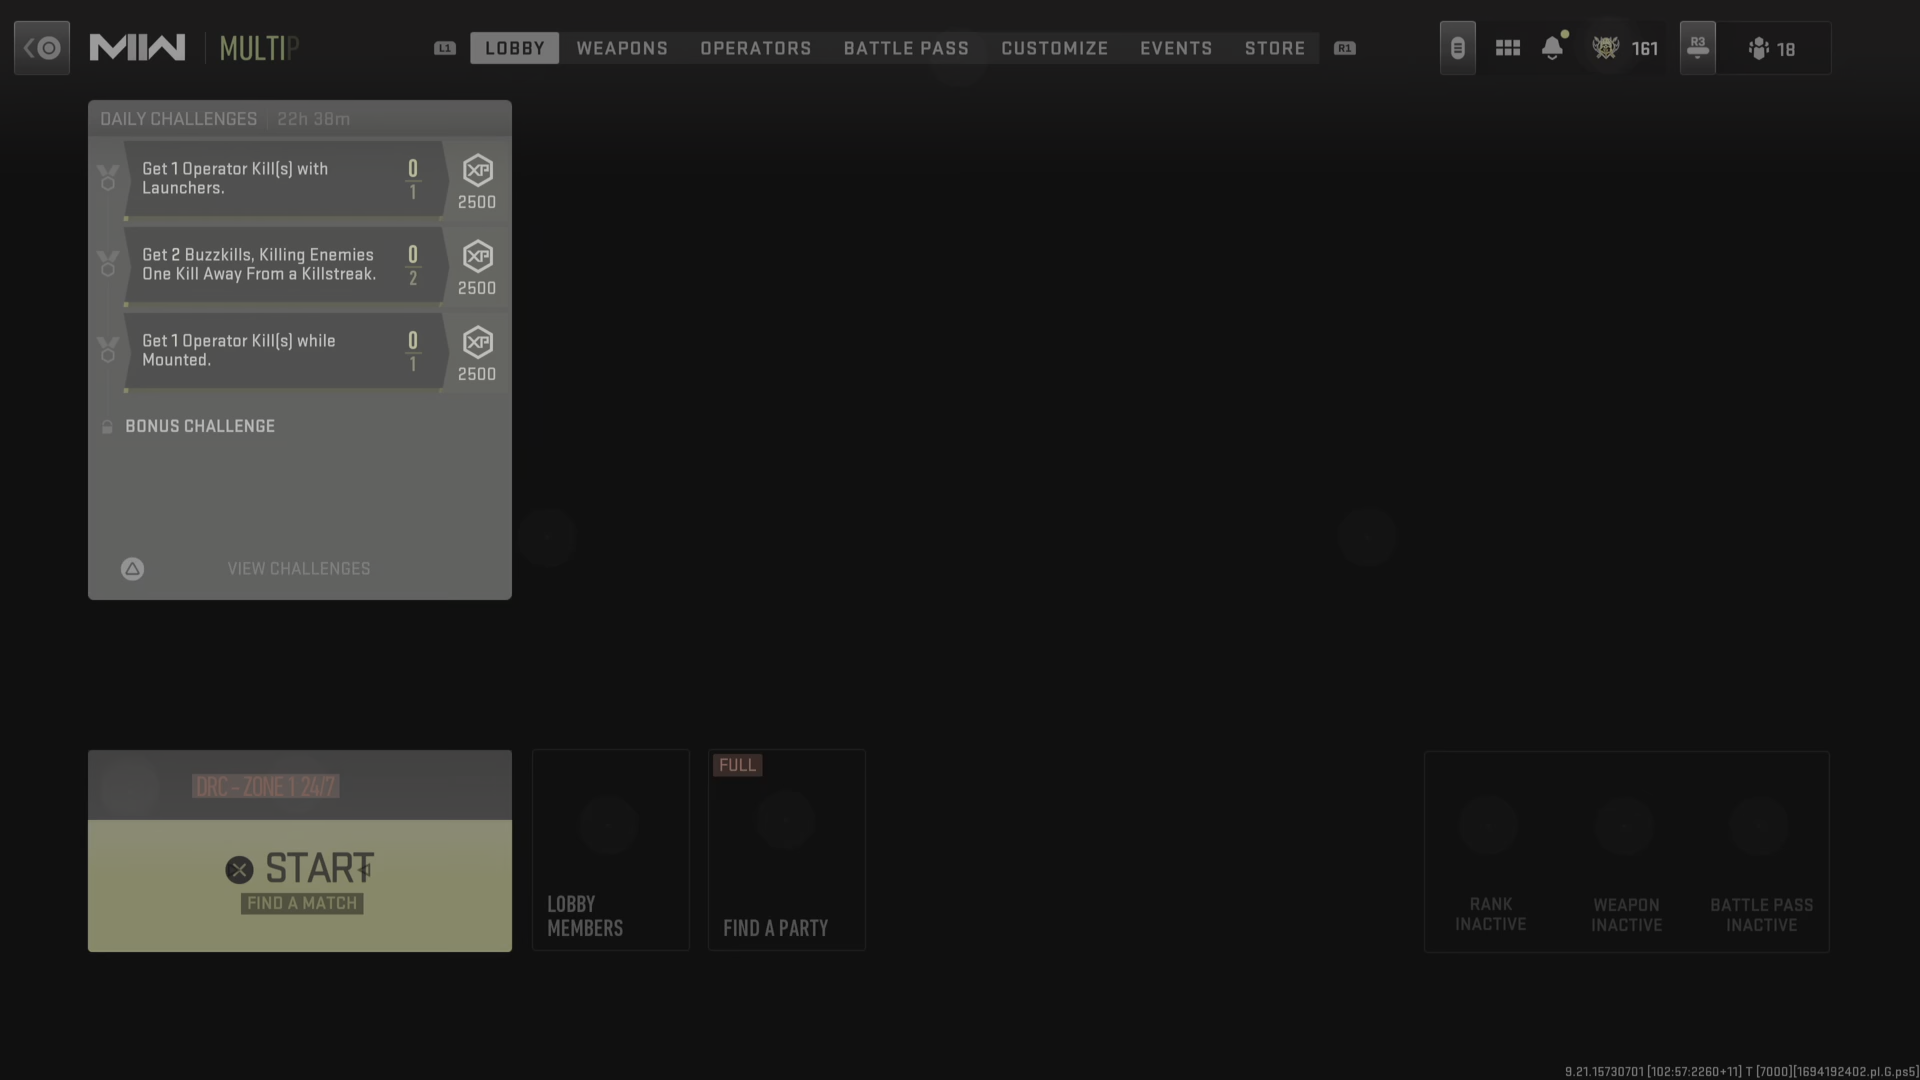 MW MULTIP
L1 LOBBY WEAPONS OPERATORS BATTLE PASS CUSTOMIZE EVENTS STORE R1
161
R3
18
DAILY CHALLENGES 22h 38m
Get 1 Operator Kill(s) with
Launchers.
0
1
XP
2500
Get 2 Buzzkills, Killing Enemies
One Kill Away From a Killstreak.
0
2
XP
2500
Get 1 Operator Kill(s) while
Mounted.
0
1
XP
2500
BONUS CHALLENGE
VIEW CHALLENGES
DRC - ZONE 1 24/7
START
FIND A MATCH
LOBBY
MEMBERS
FULL
FIND A PARTY
RANK
INACTIVE
WEAPON
INACTIVE
BATTLE PASS
INACTIVE
9.21.15730701 [102:57:2260+11] T [7000][1694192402.pl.G.ps5]